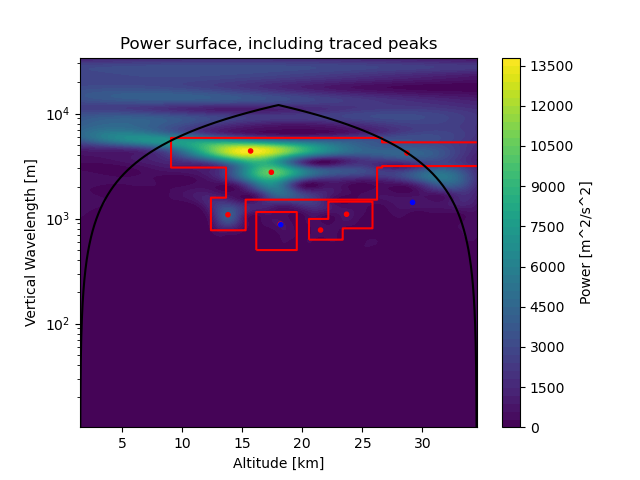 Power surface, including traced peaks
Vertical Wavelength [m]
10^4
10^3
10^2
5 10 15 20 25 30
Altitude [km]
13500
12000
10500
9000
7500
6000
4500
3000
1500
0
Power [m^2/s^2]